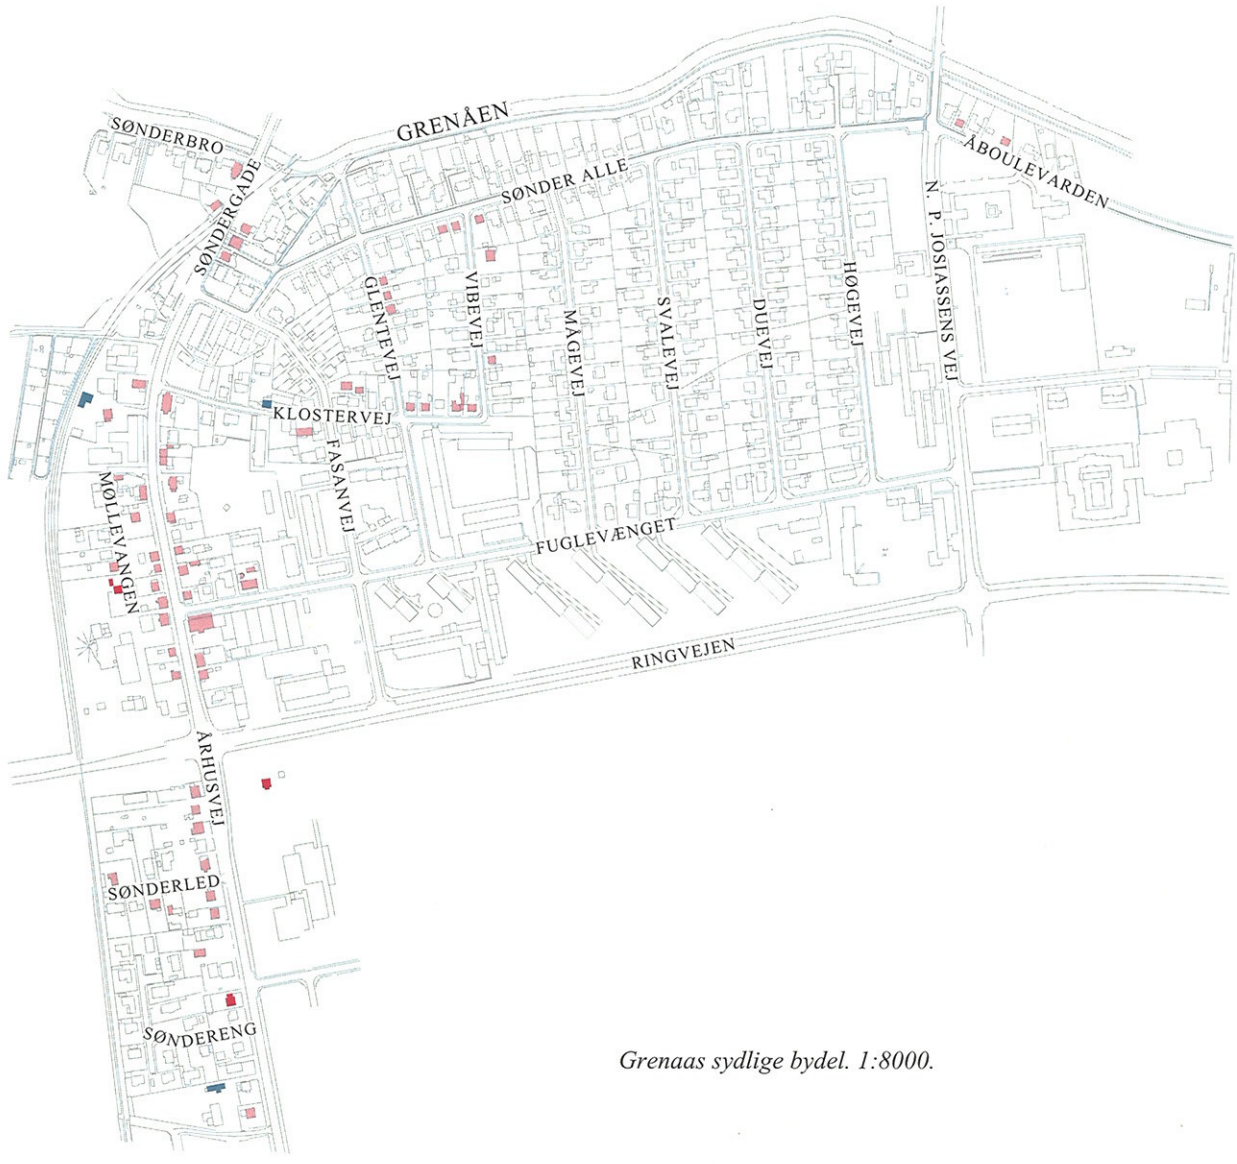 GRENÅEN
SØNDERBRO
SØNDERGADE
SØNDER ALLE
ÅBOULEVARDEN
N. P. JOSIASSENS VEJ
GLENTEVEJ
VIBEVEJ
MÅGEVEJ
SVALEVEJ
DUEVEJ
HØGEVEJ
KLOSTERVEJ
FASANVEJ
MØLLEVANGEN
FUGLEVÆNGET
RINGVEJEN
ÅRHUSVEJ
SØNDERLED
SØNDERENG
Grenaas sydlige bydel. 1:8000.